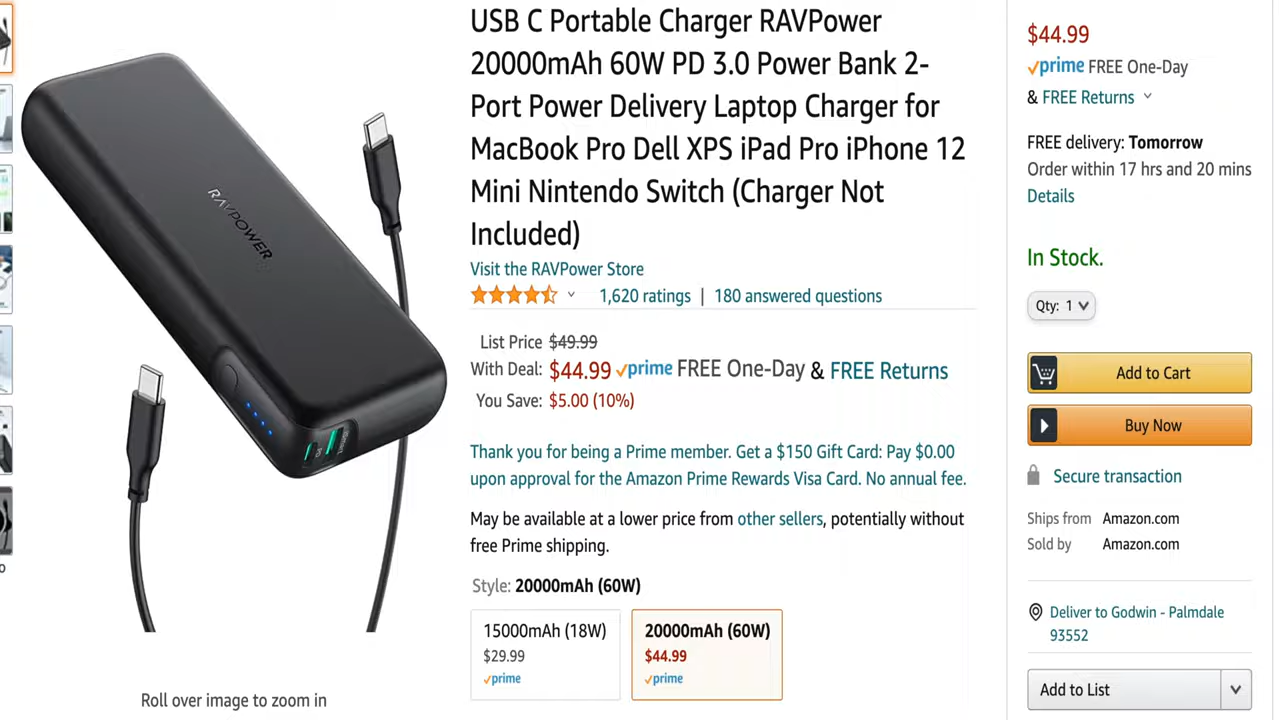 USB C Portable Charger RAVPower
20000mAh 60W PD 3.0 Power Bank 2-
Port Power Delivery Laptop Charger for
MacBook Pro Dell XPS iPad Pro iPhone 12
Mini Nintendo Switch (Charger Not
Included)
Visit the RAVPower Store
1,620 ratings | 180 answered questions
List Price $49.99
With Deal: $44.99 prime FREE One-Day & FREE Returns
You Save: $5.00 (10%)
Thank you for being a Prime member. Get a $150 Gift Card: Pay $0.00
upon approval for the Amazon Prime Rewards Visa Card. No annual fee.
May be available at a lower price from other sellers, potentially without
free Prime shipping.
Style: 20000mAh (60W)
15000mAh (18W)
$29.99
prime
20000mAh (60W)
$44.99
prime
RAVPOWER
PD
Roll over image to zoom in
$44.99
prime FREE One-Day
& FREE Returns
FREE delivery: Tomorrow
Order within 17 hrs and 20 mins
Details
In Stock.
Qty: 1
Add to Cart
Buy Now
Secure transaction
Ships from Amazon.com
Sold by Amazon.com
Deliver to Godwin - Palmdale
93552
Add to List